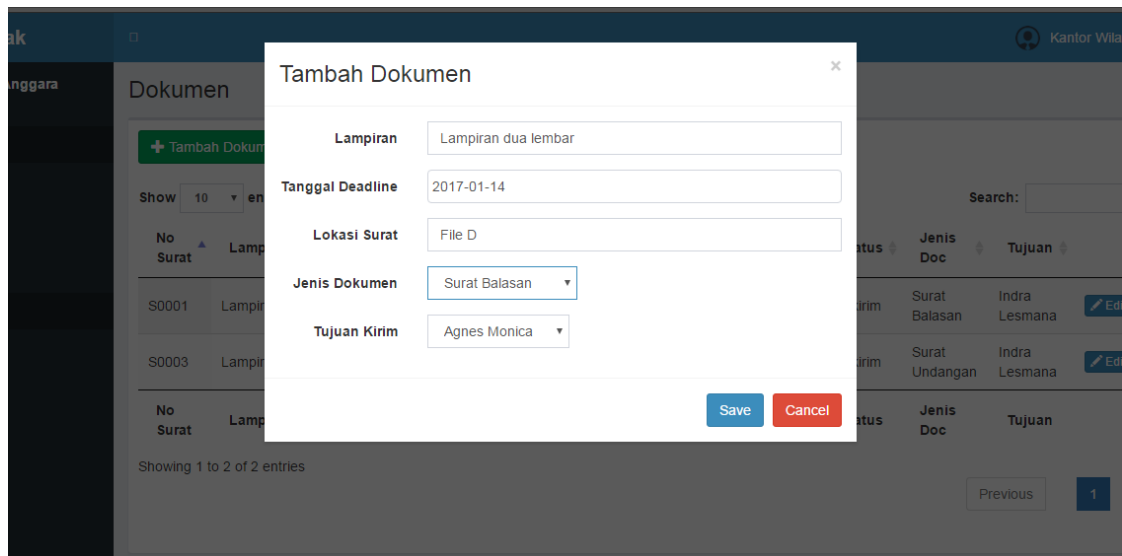 ak
Kantor Wila
Anggara
Dokumen
Tambah Dokumen
×
Tambah Dokum
Lampiran Lampiran dua lembar
Tanggal Deadline 2017-01-14
Show 10 en
Search:
Lokasi Surat File D
No Surat Lamp atus Jenis Doc Tujuan
Jenis Dokumen Surat Balasan
S0001 Lampir kirim Surat Balasan Indra Lesmana Edi
Tujuan Kirim Agnes Monica
S0003 Lampir kirim Surat Undangan Indra Lesmana Edi
Save Cancel
No Surat Lamp atus Jenis Doc Tujuan
Showing 1 to 2 of 2 entries
Previous 1